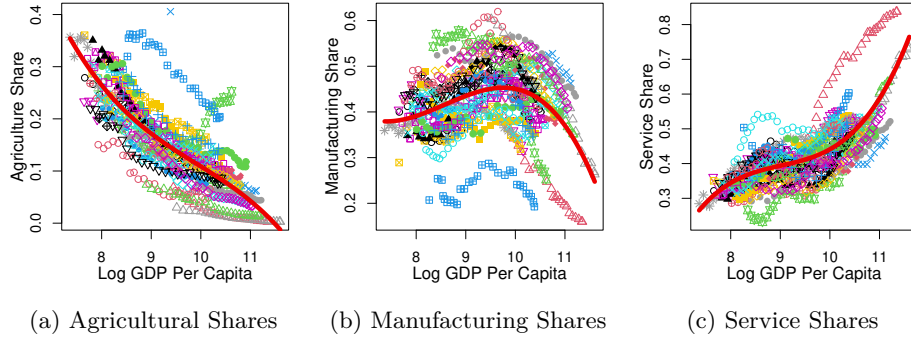 Agriculture Share
0.0 0.1 0.2 0.3 0.4
8 9 10 11
Log GDP Per Capita
Manufacturing Share
0.2 0.3 0.4 0.5 0.6
8 9 10 11
Log GDP Per Capita
Service Share
0.3 0.4 0.5 0.6 0.7 0.8
8 9 10 11
Log GDP Per Capita
(a) Agricultural Shares
(b) Manufacturing Shares
(c) Service Shares